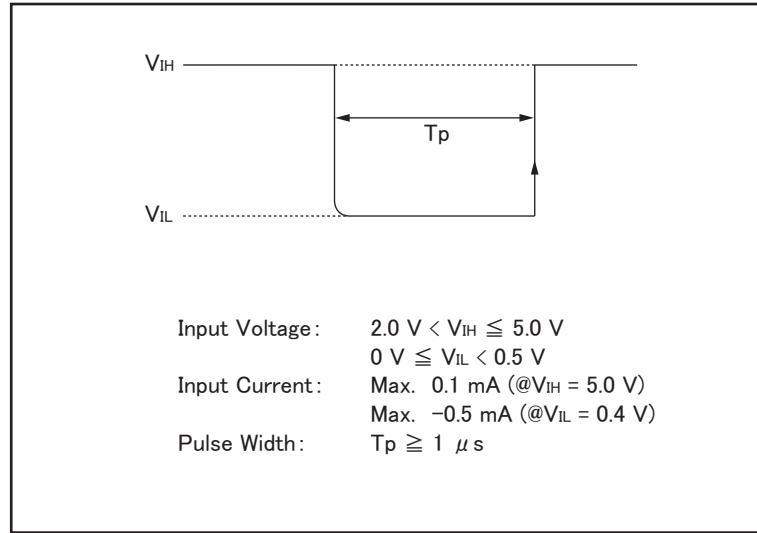 VIH
Tp
VIL
Input Voltage: 2.0 V < VIH ≦ 5.0 V
0 V ≦ VIL < 0.5 V
Input Current: Max. 0.1 mA (@VIH = 5.0 V)
Max. -0.5 mA (@VIL = 0.4 V)
Pulse Width: Tp ≧ 1 μs